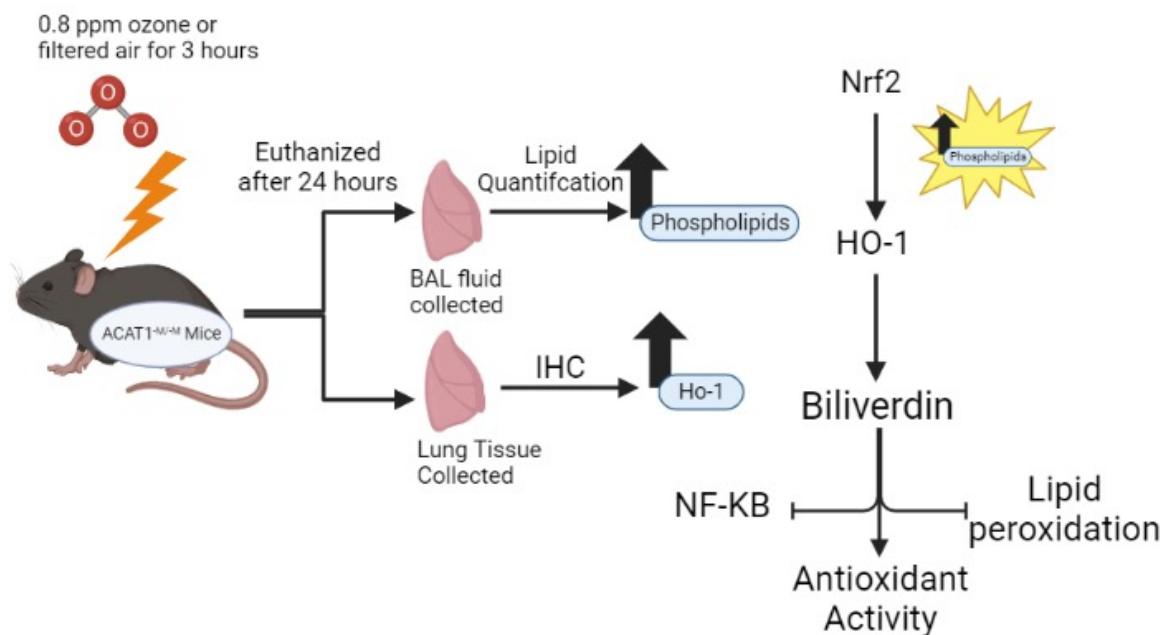 0.8 ppm ozone or
filtered air for 3 hours
O
O
O
ACAT1-M/-M Mice
Euthanized
after 24 hours
BAL fluid
collected
Lipid
Quantifcation
Phospholipids
Lung Tissue
Collected
IHC
Ho-1
Nrf2
Phospholipids
HO-1
Biliverdin
NF-KB
Lipid
peroxidation
Antioxidant
Activity